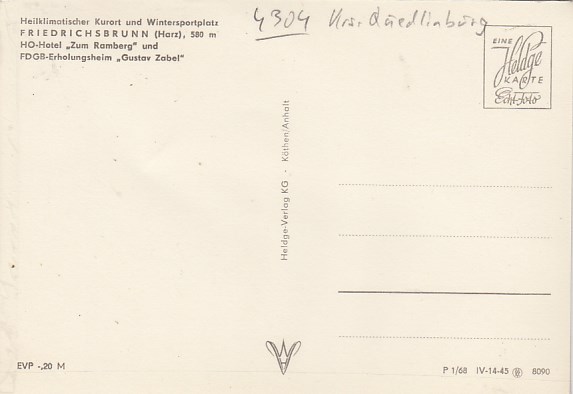 Heilklimatischer Kurort und Wintersportplatz
FRIEDRICHSBRUNN (Harz), 580 m
HO-Hotel „Zum Ramberg" und
FDGB-Erholungsheim „Gustav Zabel"
4304 Krs. Quedlinburg
EINE
Heldge
KARTE
Echt-Foto
Heldge-Verlag KG - Köthen/Anhalt
EVP -,20 M
P 1/68 IV-14-45 8090